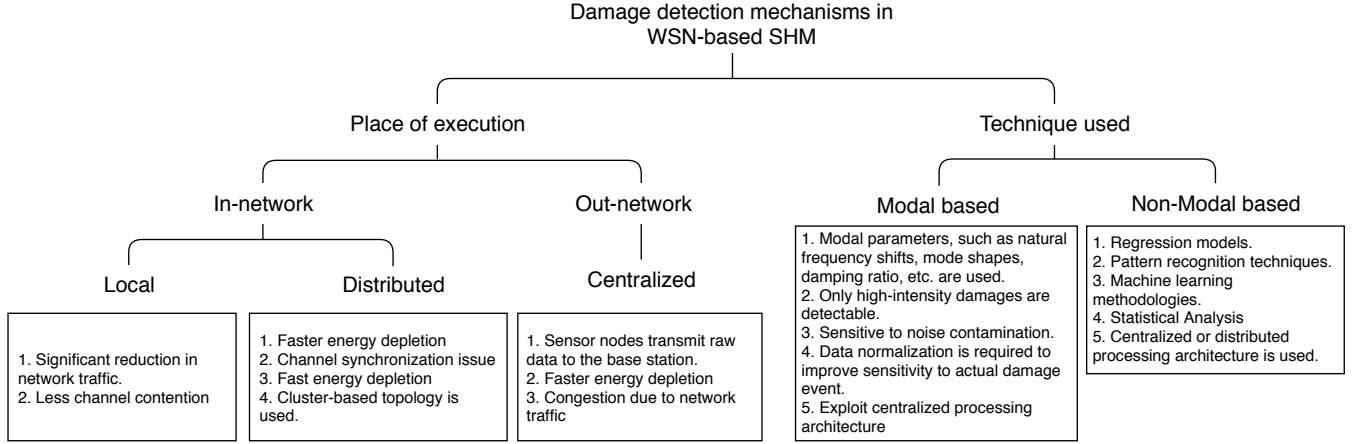 Damage detection mechanisms in
WSN-based SHM
Place of execution
Technique used
In-network
Out-network
Modal based
Non-Modal based
Local
Distributed
Centralized
1. Significant reduction in
network traffic.
2. Less channel contention
1. Faster energy depletion
2. Channel synchronization issue
3. Fast energy depletion
4. Cluster-based topology is
used.
1. Sensor nodes transmit raw
data to the base station.
2. Faster energy depletion
3. Congestion due to network
traffic
1. Modal parameters, such as natural
frequency shifts, mode shapes,
damping ratio, etc. are used.
2. Only high-intensity damages are
detectable.
3. Sensitive to noise contamination.
4. Data normalization is required to
improve sensitivity to actual damage
event.
5. Exploit centralized processing
architecture
1. Regression models.
2. Pattern recognition techniques.
3. Machine learning
methodologies.
4. Statistical Analysis
5. Centralized or distributed
processing architecture is used.